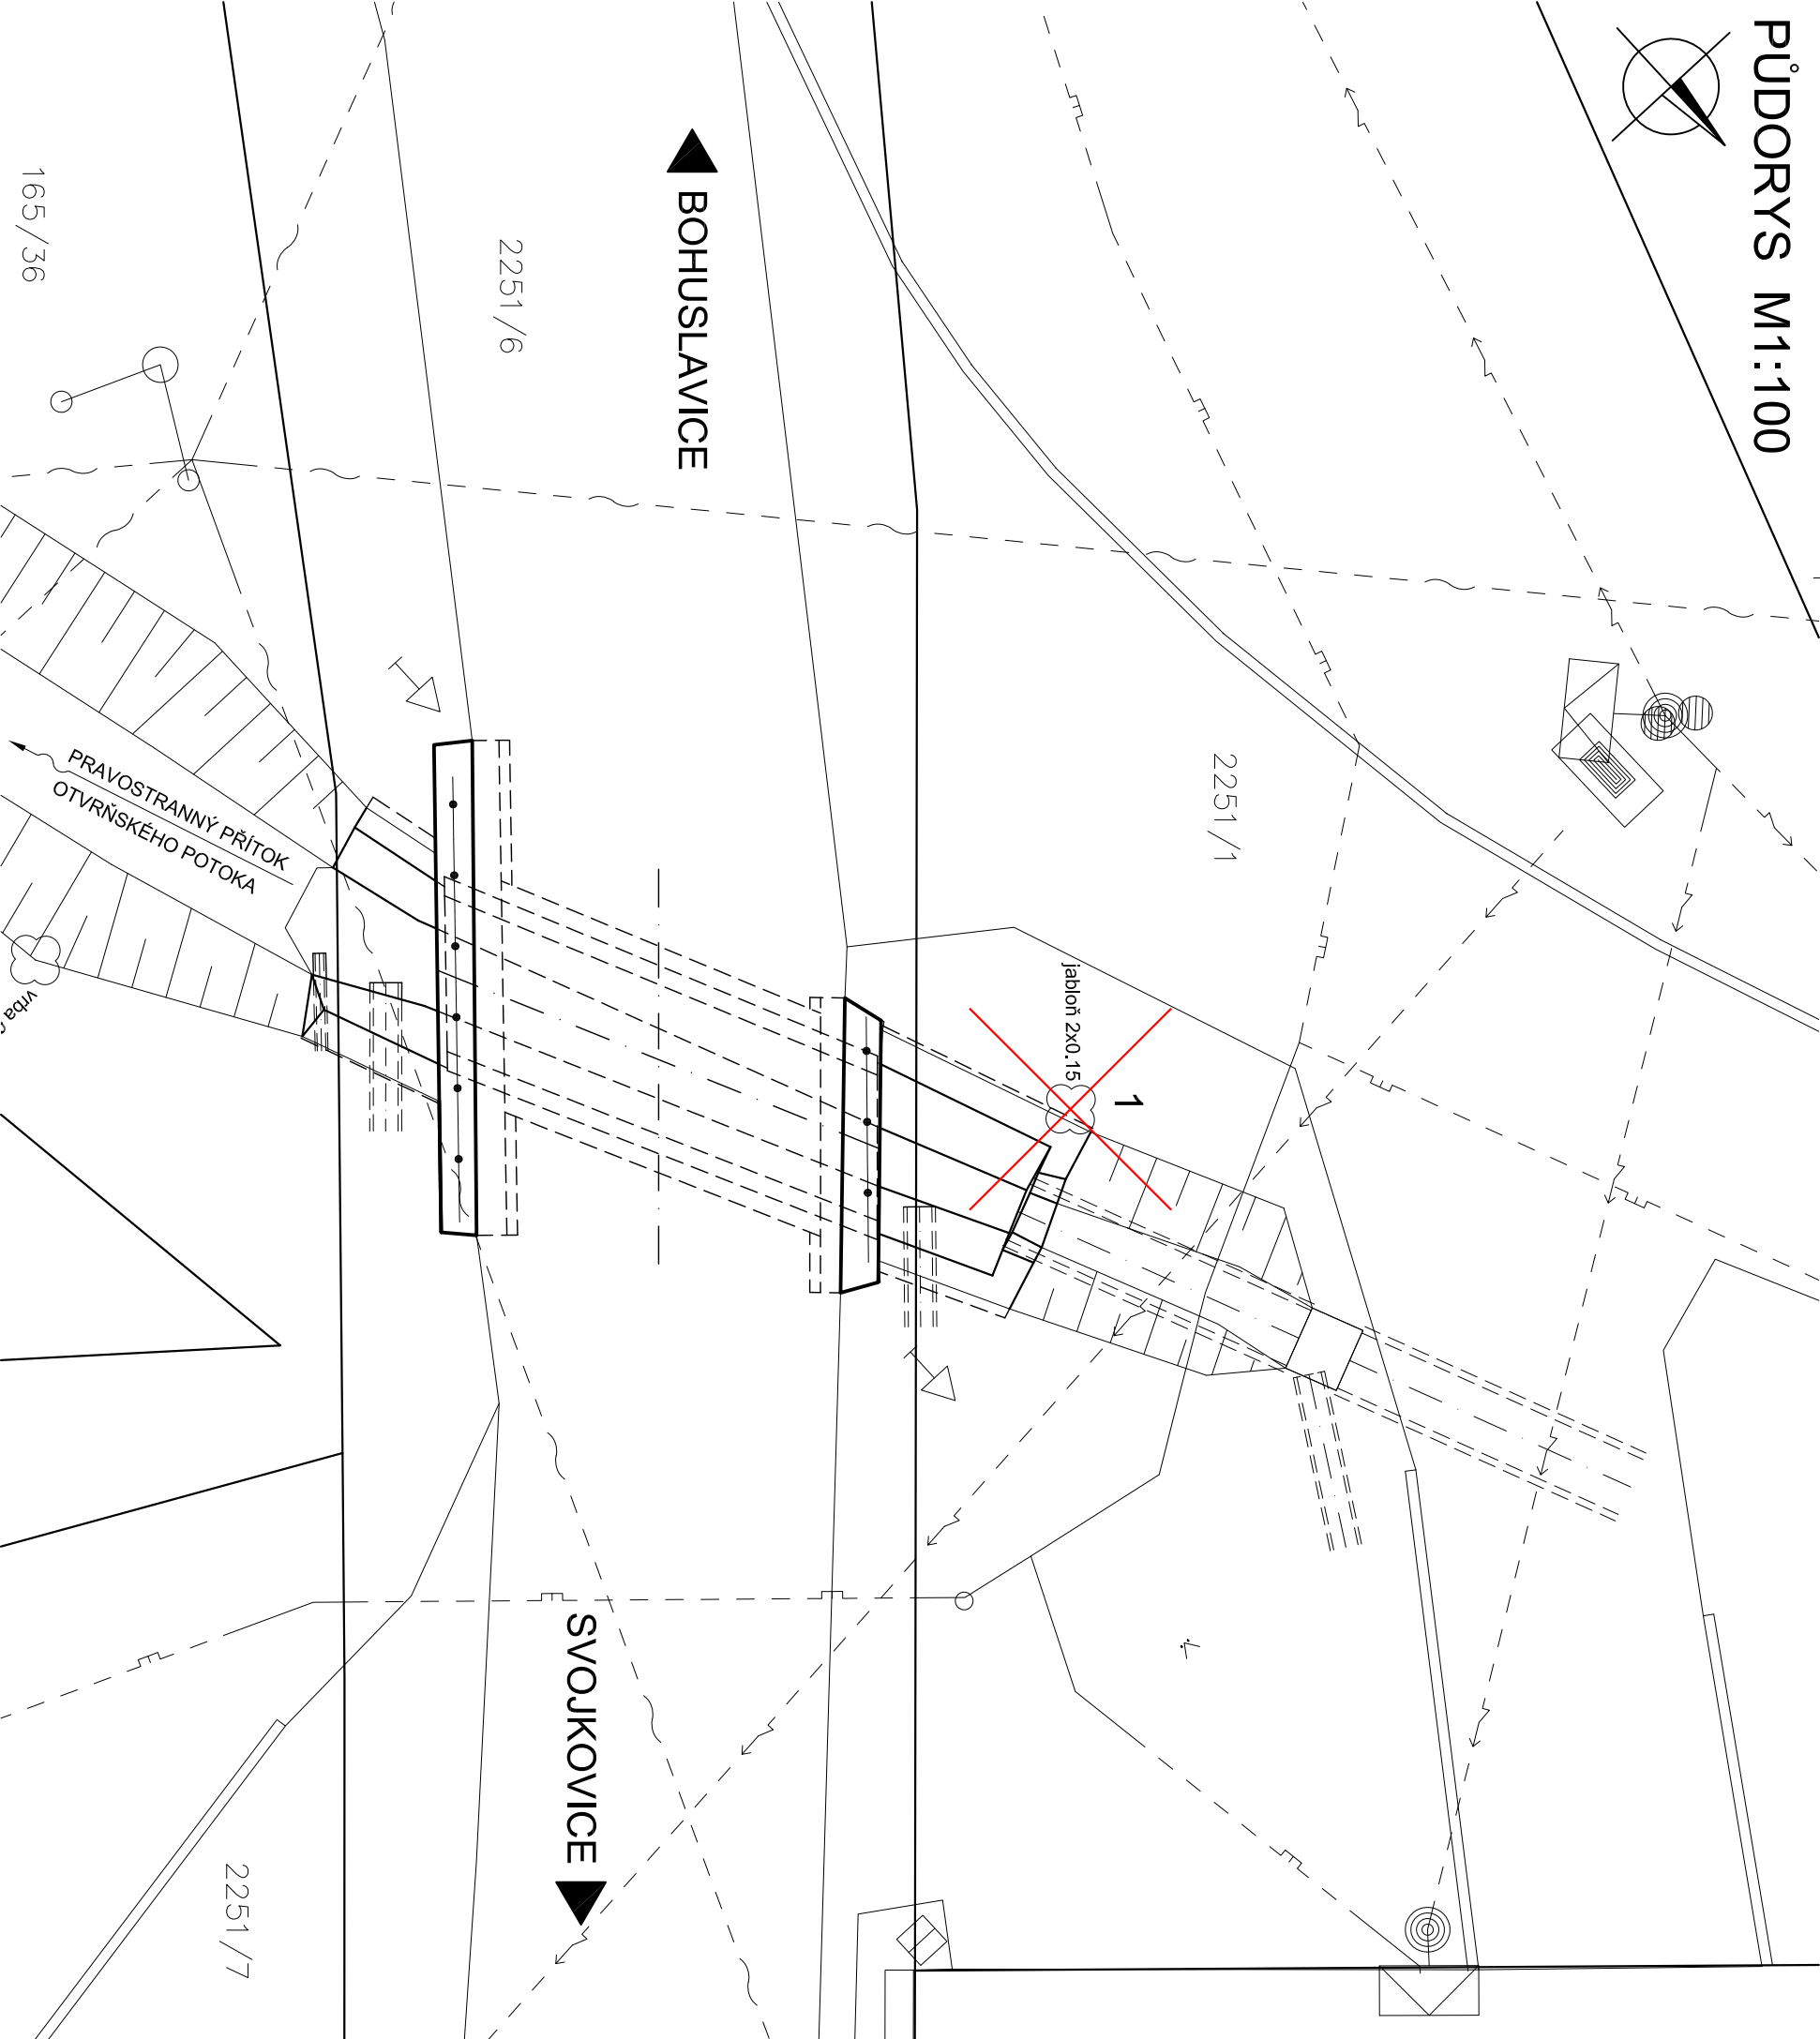 PŮDORYS M1:100
BOHUSLAVICE
2251/6
165/36
2251/1
jabloň 2x0.15
1
PRAVOSTRANNÝ PŘÍTOK
OTVRŇSKÉHO POTOKA
vrba
SVOJKOVICE
2251/7